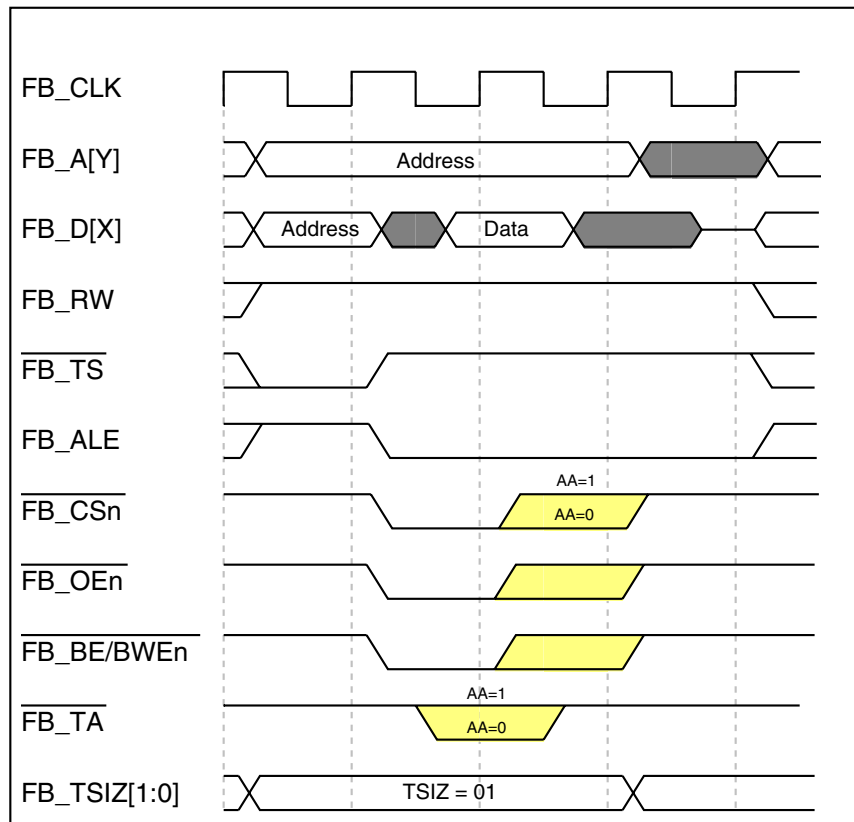 FB_CLK
FB_A[Y]
Address
FB_D[X]
Address
Data
FB_RW
FB_TS
FB_ALE
AA=1
FB_CSn
AA=0
FB_OEn
FB_BE/BWEn
AA=1
FB_TA
AA=0
FB_TSIZ[1:0]
TSIZ = 01